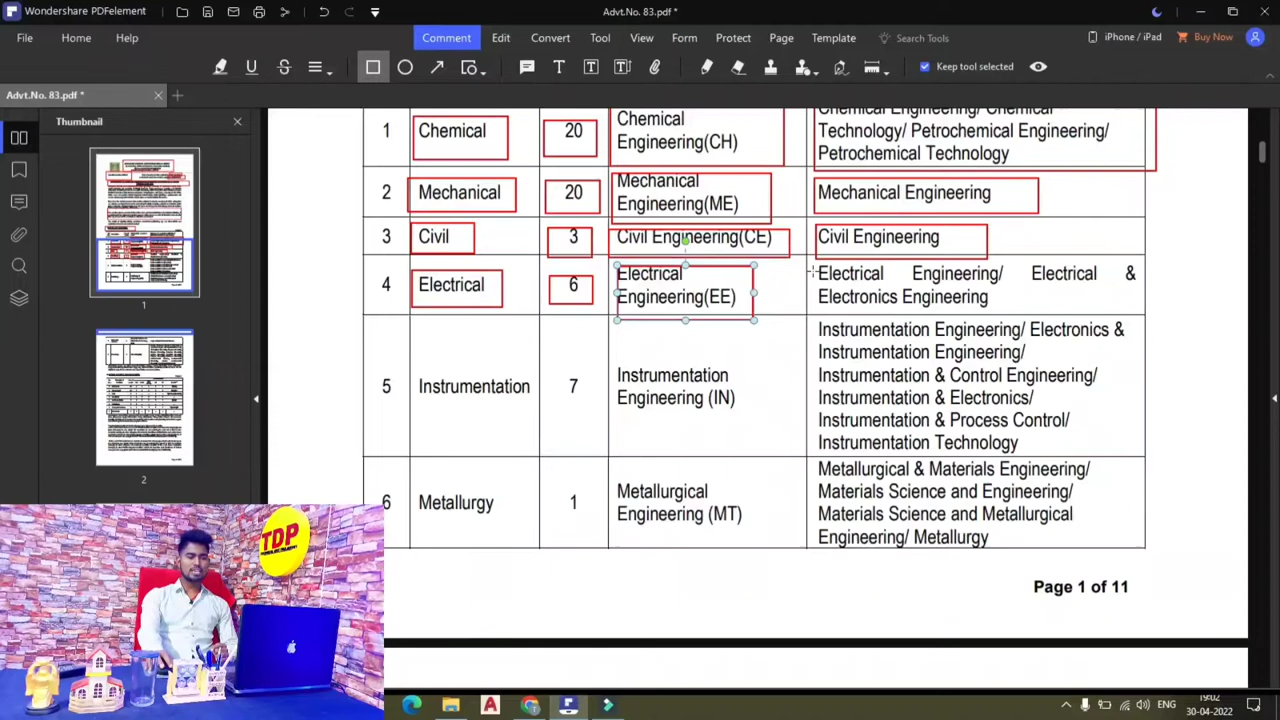 Wondershare PDFelement
Advt.No. 83.pdf *
File
Home
Help
Comment
Edit
Convert
Tool
View
Form
Protect
Page
Template
Search Tools
iPhone / iPad
Buy Now
Keep tool selected
Advt.No. 83.pdf *
Thumbnail
1
2
1
Chemical
20
Chemical
Engineering(CH)
Chemical Engineering/ Chemical
Technology/ Petrochemical Engineering/
Petrochemical Technology
2
Mechanical
20
Mechanical
Engineering(ME)
Mechanical Engineering
3
Civil
3
Civil Engineering(CE)
Civil Engineering
4
Electrical
6
Electrical
Engineering(EE)
Electrical Engineering/ Electrical &
Electronics Engineering
5
Instrumentation
7
Instrumentation
Engineering (IN)
Instrumentation Engineering/ Electronics &
Instrumentation Engineering/
Instrumentation & Control Engineering/
Instrumentation & Electronics/
Instrumentation & Process Control/
Instrumentation Technology
6
Metallurgy
1
Metallurgical
Engineering (MT)
Metallurgical & Materials Engineering/
Materials Science and Engineering/
Materials Science and Metallurgical
Engineering/ Metallurgy
Page 1 of 11
TDP
ENG
19:02
30-04-2022